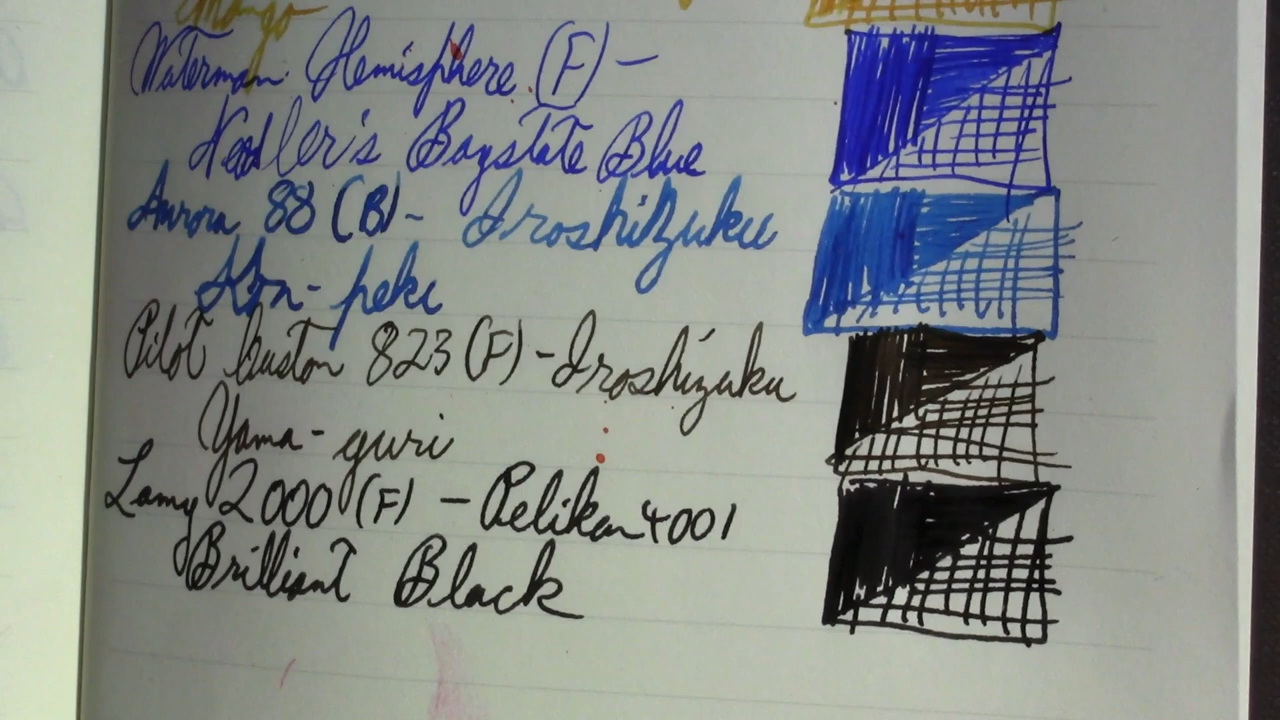 Mango
Waterman Hemisphere (F) -
Noodler's Baystate Blue
Aurora 88 (B) - Iroshizuku
Kon-peki
Pilot Custom 823 (F) - Iroshizuku
Yama-guri
Lamy 2000 (F) - Pelikan 4001
Brilliant Black